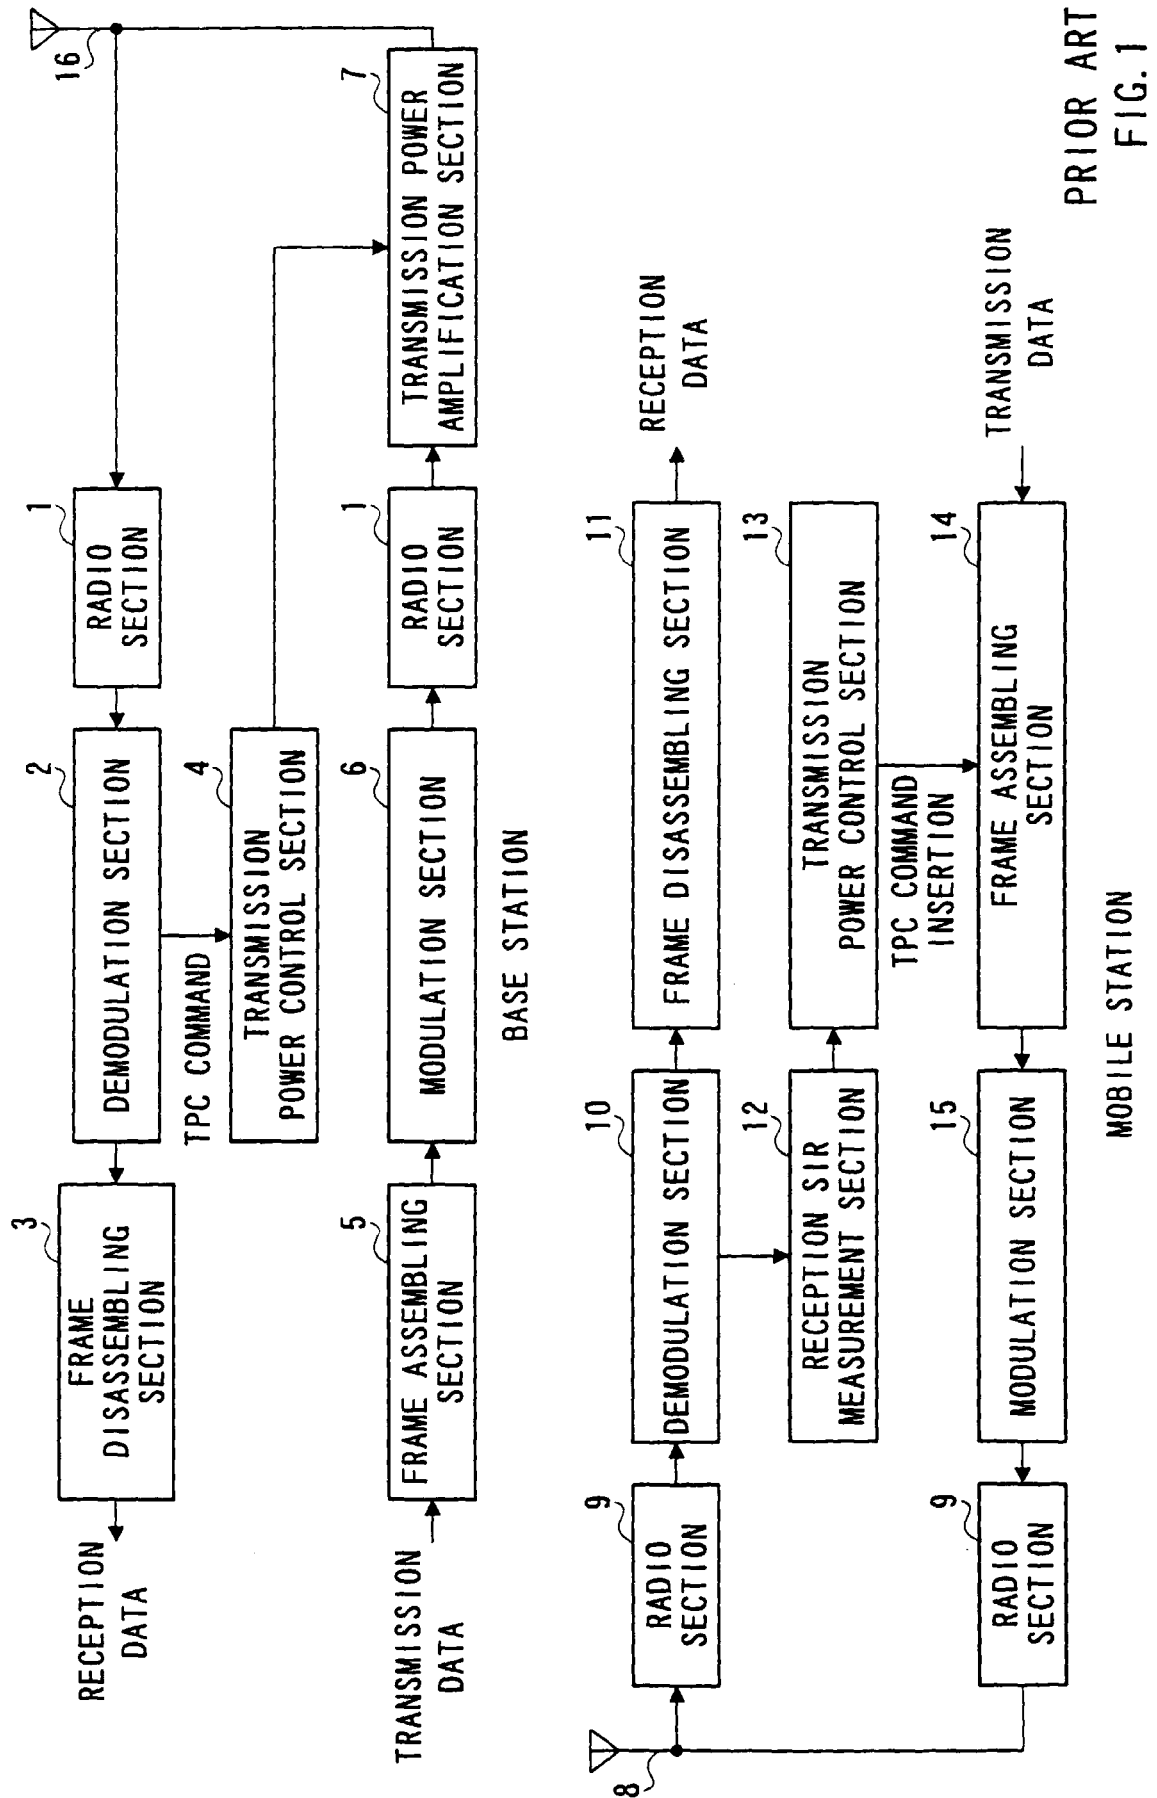 16
1
RADIO
SECTION
2
DEMODULATION SECTION
3
FRAME
DISASSEMBLING
SECTION
RECEPTION
DATA
TPC COMMAND
4
TRANSMISSION
POWER CONTROL SECTION
TRANSMISSION
DATA
5
FRAME ASSEMBLING
SECTION
6
MODULATION SECTION
1
RADIO
SECTION
7
TRANSMISSION POWER
AMPLIFICATION SECTION
BASE STATION
8
9
RADIO
SECTION
10
DEMODULATION SECTION
11
FRAME DISASSEMBLING SECTION
RECEPTION
DATA
12
RECEPTION SIR
MEASUREMENT SECTION
13
TRANSMISSION
POWER CONTROL SECTION
TPC COMMAND
INSERTION
9
RADIO
SECTION
15
MODULATION SECTION
14
FRAME ASSEMBLING
SECTION
TRANSMISSION
DATA
MOBILE STATION
PRIOR ART
FIG. 1